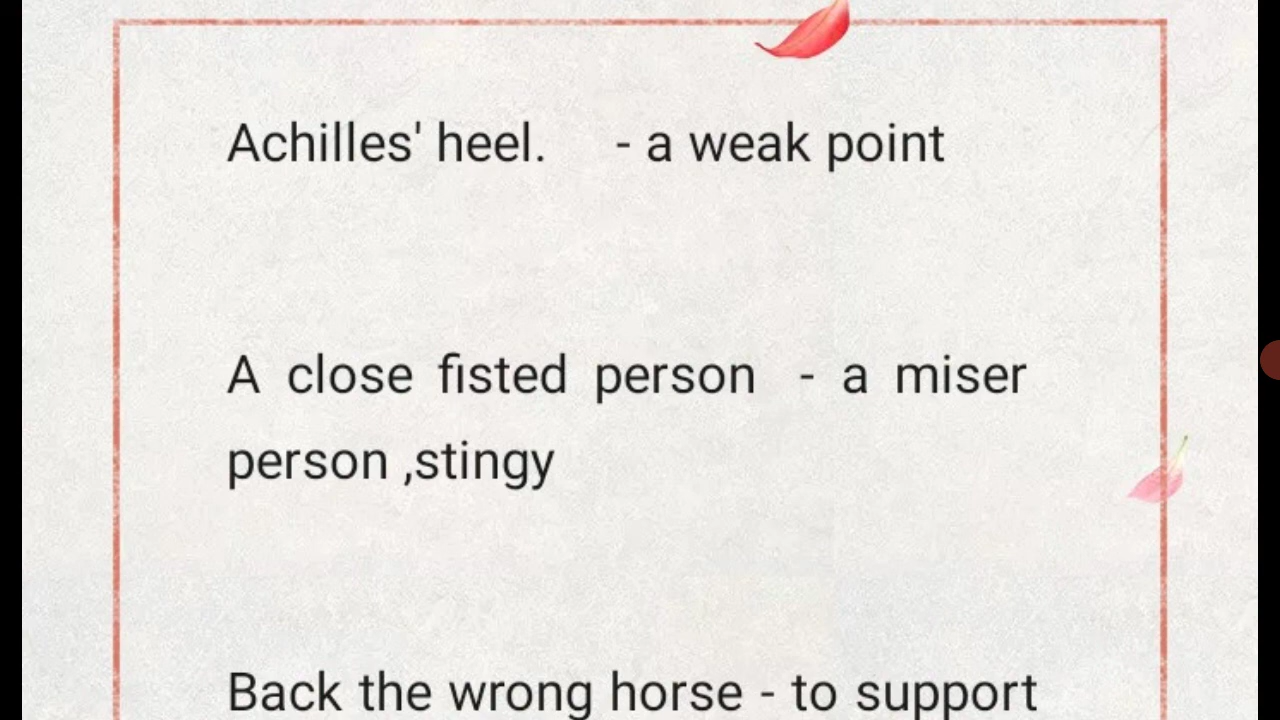 Achilles' heel. - a weak point
A close fisted person - a miser
person ,stingy
Back the wrong horse - to support